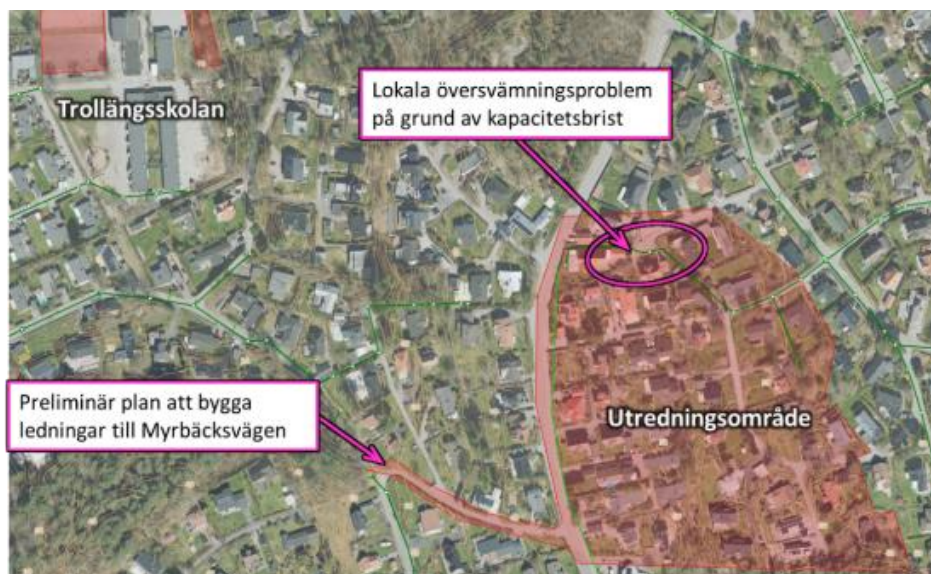 Trollängsskolan
Lokala översvämningsproblem
på grund av kapacitetsbrist
Preliminär plan att bygga
ledningar till Myrbäcksvägen
Utredningsområde